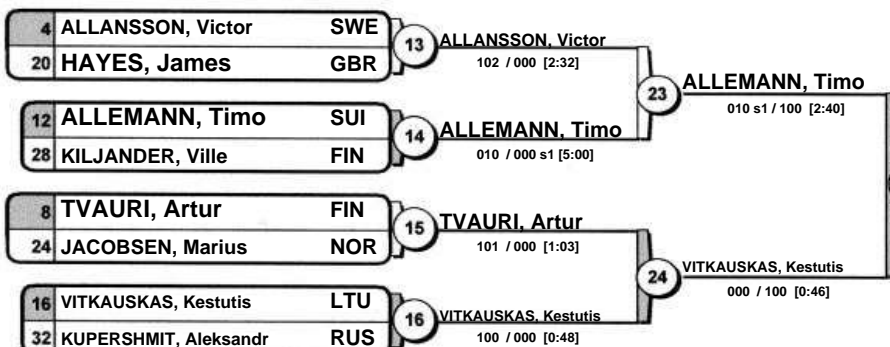 4 ALLANSSON, Victor SWE
20 HAYES, James GBR
13
ALLANSSON, Victor
102 / 000 [2:32]
12 ALLEMANN, Timo SUI
28 KILJANDER, Ville FIN
14
ALLEMANN, Timo
010 / 000 s1 [5:00]
23
ALLEMANN, Timo
010 s1 / 100 [2:40]
8 TVAURI, Artur FIN
24 JACOBSEN, Marius NOR
15
TVAURI, Artur
101 / 000 [1:03]
16 VITKAUSKAS, Kestutis LTU
32 KUPERSHMIT, Aleksandr RUS
16
VITKAUSKAS, Kestutis
100 / 000 [0:48]
24
VITKAUSKAS, Kestutis
000 / 100 [0:46]